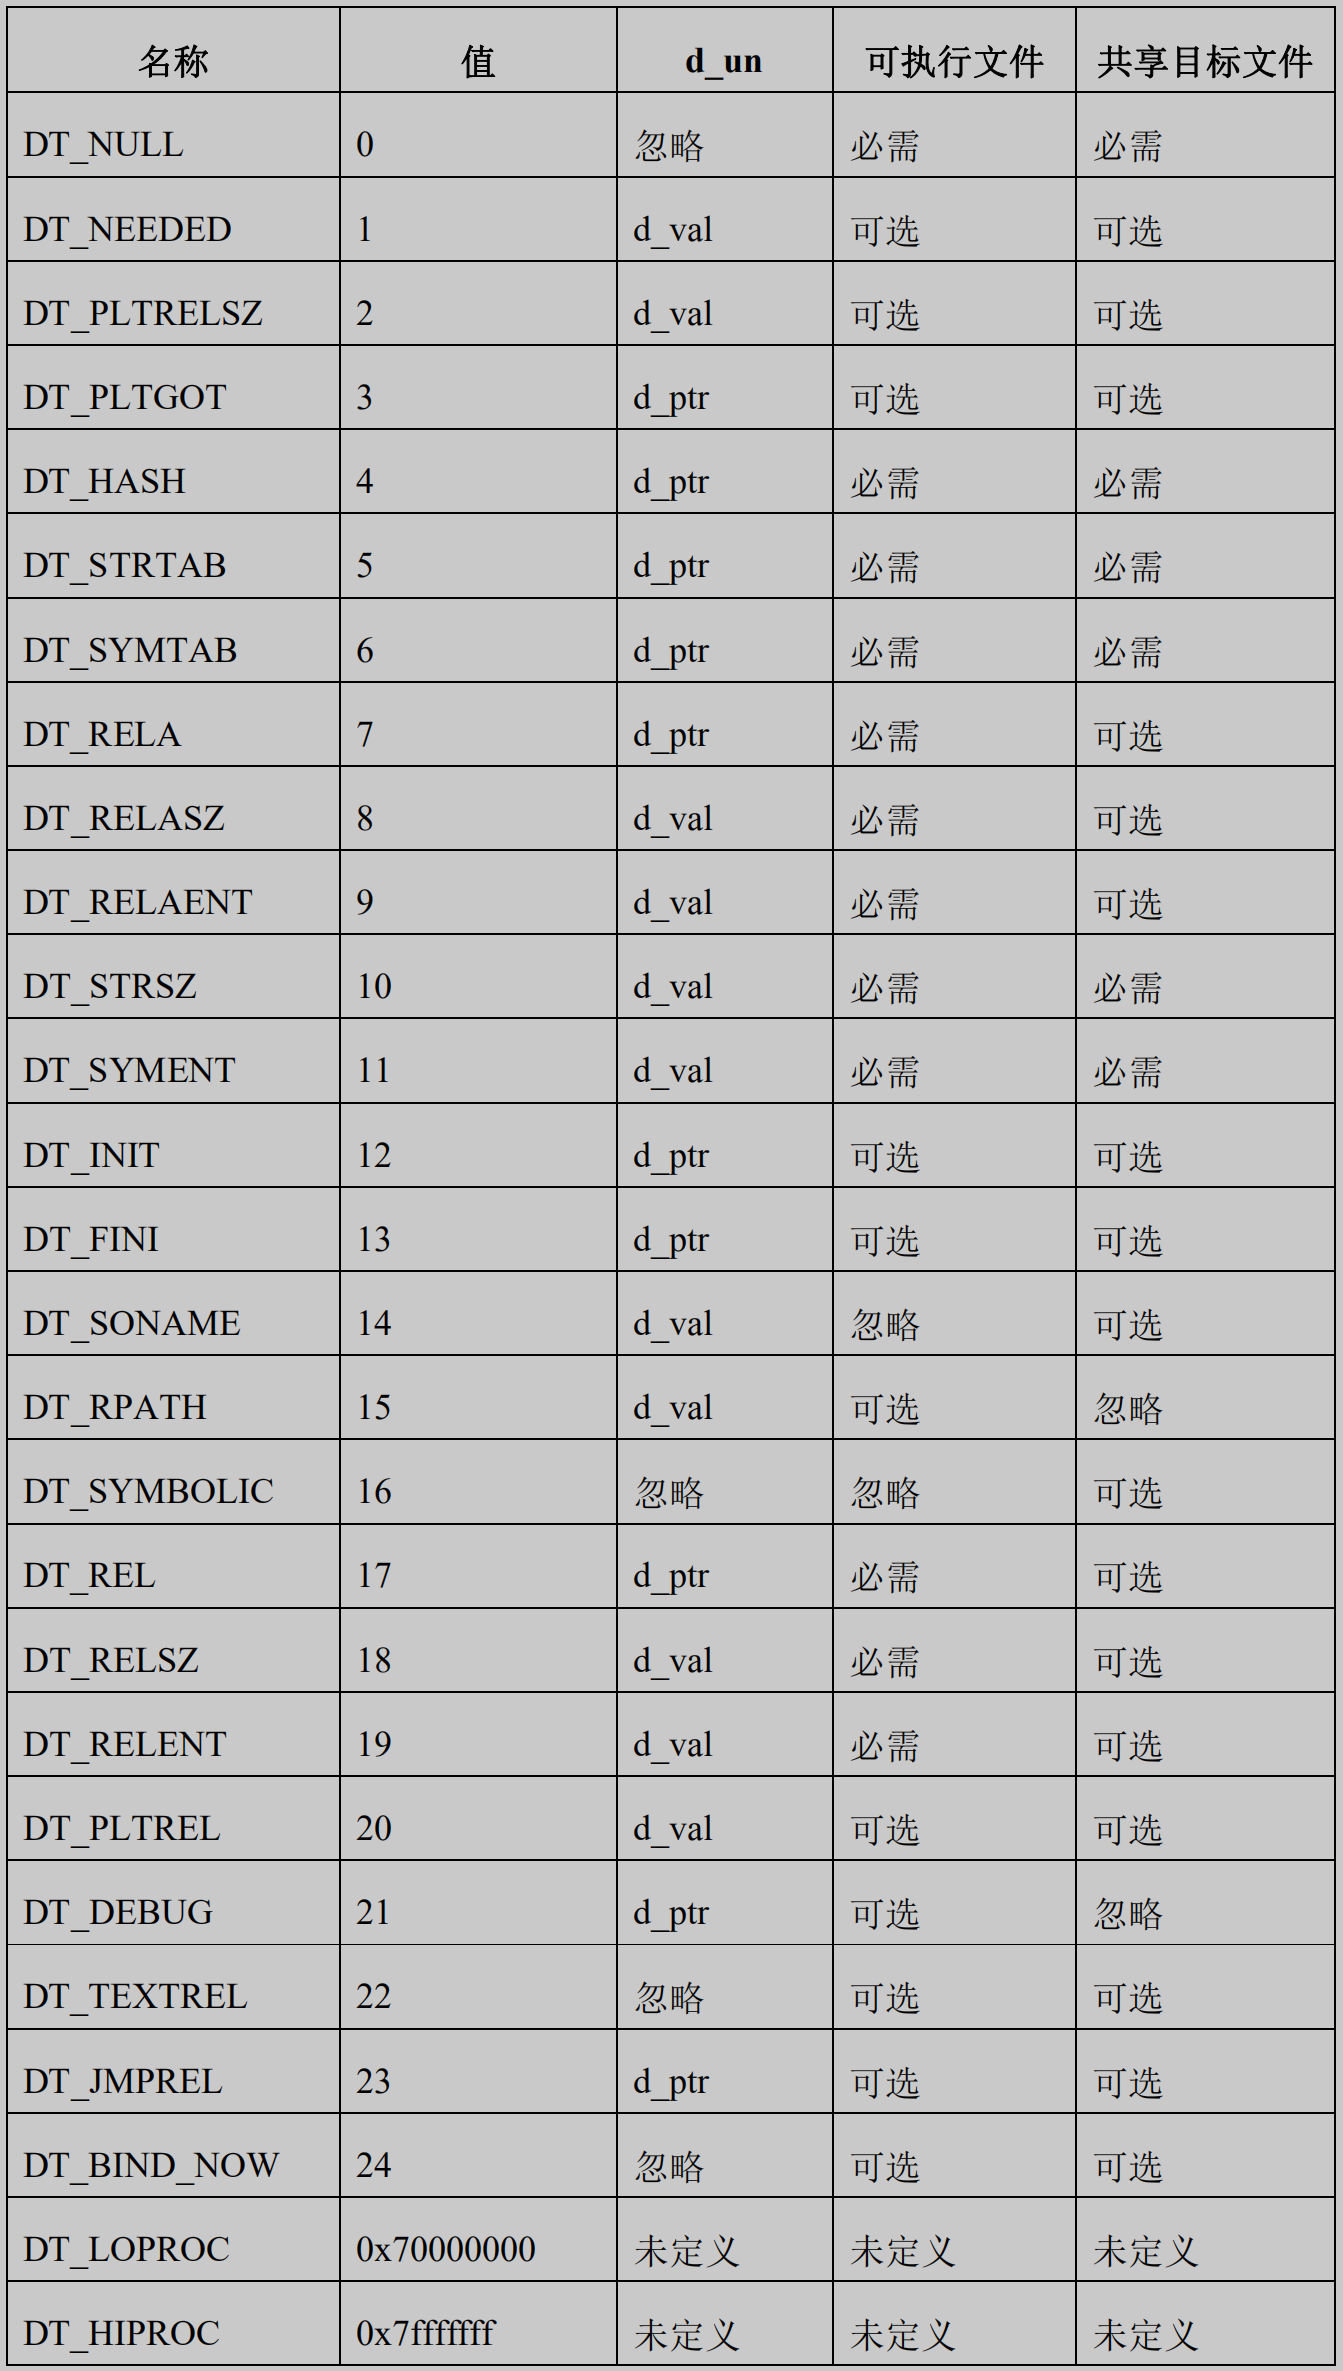 名称 值 d_un 可执行文件 共享目标文件
DT_NULL 0 忽略 必需 必需
DT_NEEDED 1 d_val 可选 可选
DT_PLTRELSZ 2 d_val 可选 可选
DT_PLTGOT 3 d_ptr 可选 可选
DT_HASH 4 d_ptr 必需 必需
DT_STRTAB 5 d_ptr 必需 必需
DT_SYMTAB 6 d_ptr 必需 必需
DT_RELA 7 d_ptr 必需 可选
DT_RELASZ 8 d_val 必需 可选
DT_RELAENT 9 d_val 必需 可选
DT_STRSZ 10 d_val 必需 必需
DT_SYMENT 11 d_val 必需 必需
DT_INIT 12 d_ptr 可选 可选
DT_FINI 13 d_ptr 可选 可选
DT_SONAME 14 d_val 忽略 可选
DT_RPATH 15 d_val 可选 忽略
DT_SYMBOLIC 16 忽略 忽略 可选
DT_REL 17 d_ptr 必需 可选
DT_RELSZ 18 d_val 必需 可选
DT_RELENT 19 d_val 必需 可选
DT_PLTREL 20 d_val 可选 可选
DT_DEBUG 21 d_ptr 可选 忽略
DT_TEXTREL 22 忽略 可选 可选
DT_JMPREL 23 d_ptr 可选 可选
DT_BIND_NOW 24 忽略 可选 可选
DT_LOPROC 0x70000000 未定义 未定义 未定义
DT_HIPROC 0x7fffffff 未定义 未定义 未定义